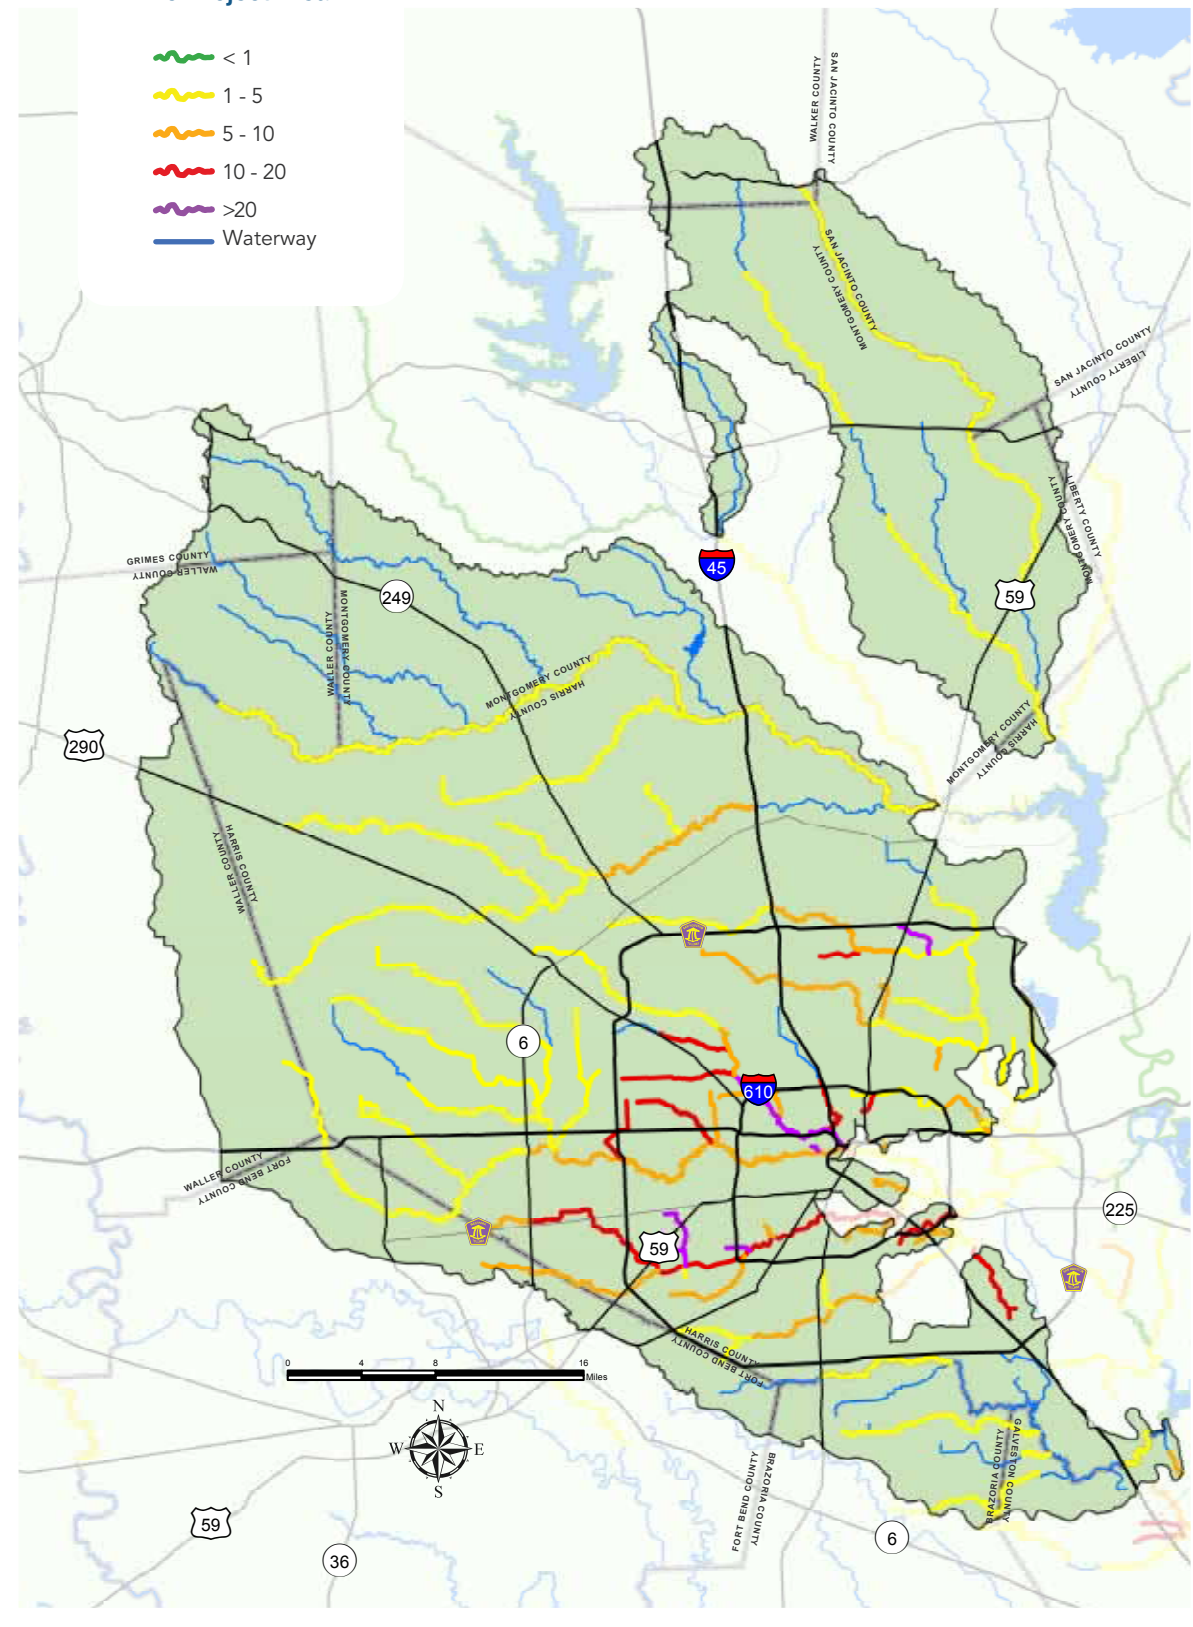 < 1
1 - 5
5 - 10
10 - 20
>20
Waterway
WALKER COUNTY
SAN JACINTO COUNTY
SAN JACINTO COUNTY
MONTGOMERY COUNTY
SAN JACINTO COUNTY
LIBERTY COUNTY
LIBERTY COUNTY
MONTGOMERY COUNTY
GRIMES COUNTY
WALLER COUNTY
45
249
59
MONTGOMERY COUNTY
WALLER COUNTY
MONTGOMERY COUNTY
HARRIS COUNTY
MONTGOMERY COUNTY
HARRIS COUNTY
290
HARRIS COUNTY
WALLER COUNTY
6
610
WALLER COUNTY
FORT BEND COUNTY
225
59
HARRIS COUNTY
FORT BEND COUNTY
0 4 8 16
Miles
N
W E
S
GALVESTON COUNTY
BRAZORIA COUNTY
FORT BEND COUNTY
BRAZORIA COUNTY
59
6
36